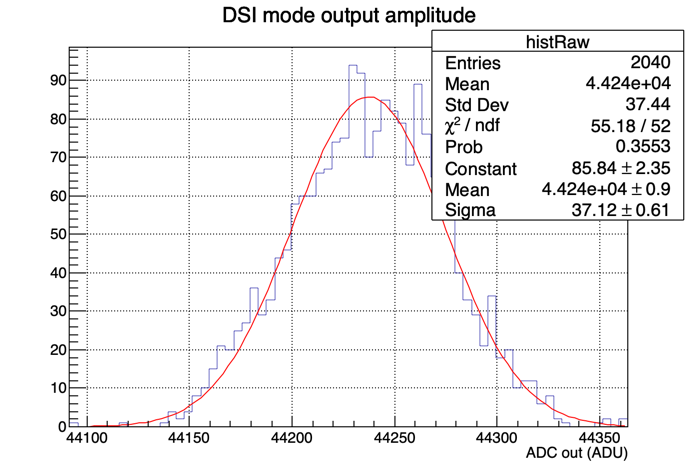 DSI mode output amplitude
histRaw
Entries 2040
Mean 4.424e+04
Std Dev 37.44
χ² / ndf 55.18 / 52
Prob 0.3553
Constant 85.84 ± 2.35
Mean 4.424e+04 ± 0.9
Sigma 37.12 ± 0.61
90
80
70
60
50
40
30
20
10
0
44100 44150 44200 44250 44300 44350
ADC out (ADU)